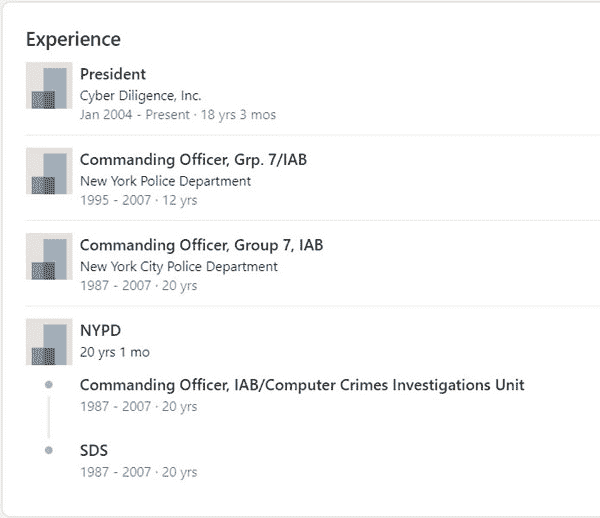 Experience
President
Cyber Diligence, Inc.
Jan 2004 - Present · 18 yrs 3 mos
Commanding Officer, Grp. 7/IAB
New York Police Department
1995 - 2007 · 12 yrs
Commanding Officer, Group 7, IAB
New York City Police Department
1987 - 2007 · 20 yrs
NYPD
20 yrs 1 mo
Commanding Officer, IAB/Computer Crimes Investigations Unit
1987 - 2007 · 20 yrs
SDS
1987 - 2007 · 20 yrs